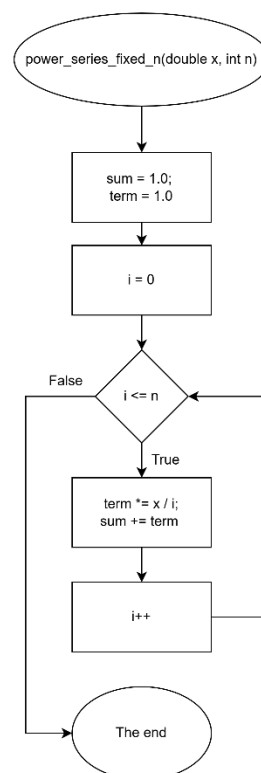 power_series_fixed_n(double x, int n)
sum = 1.0;
term = 1.0
i = 0
False
i <= n
True
term *= x / i;
sum += term
i++
The end